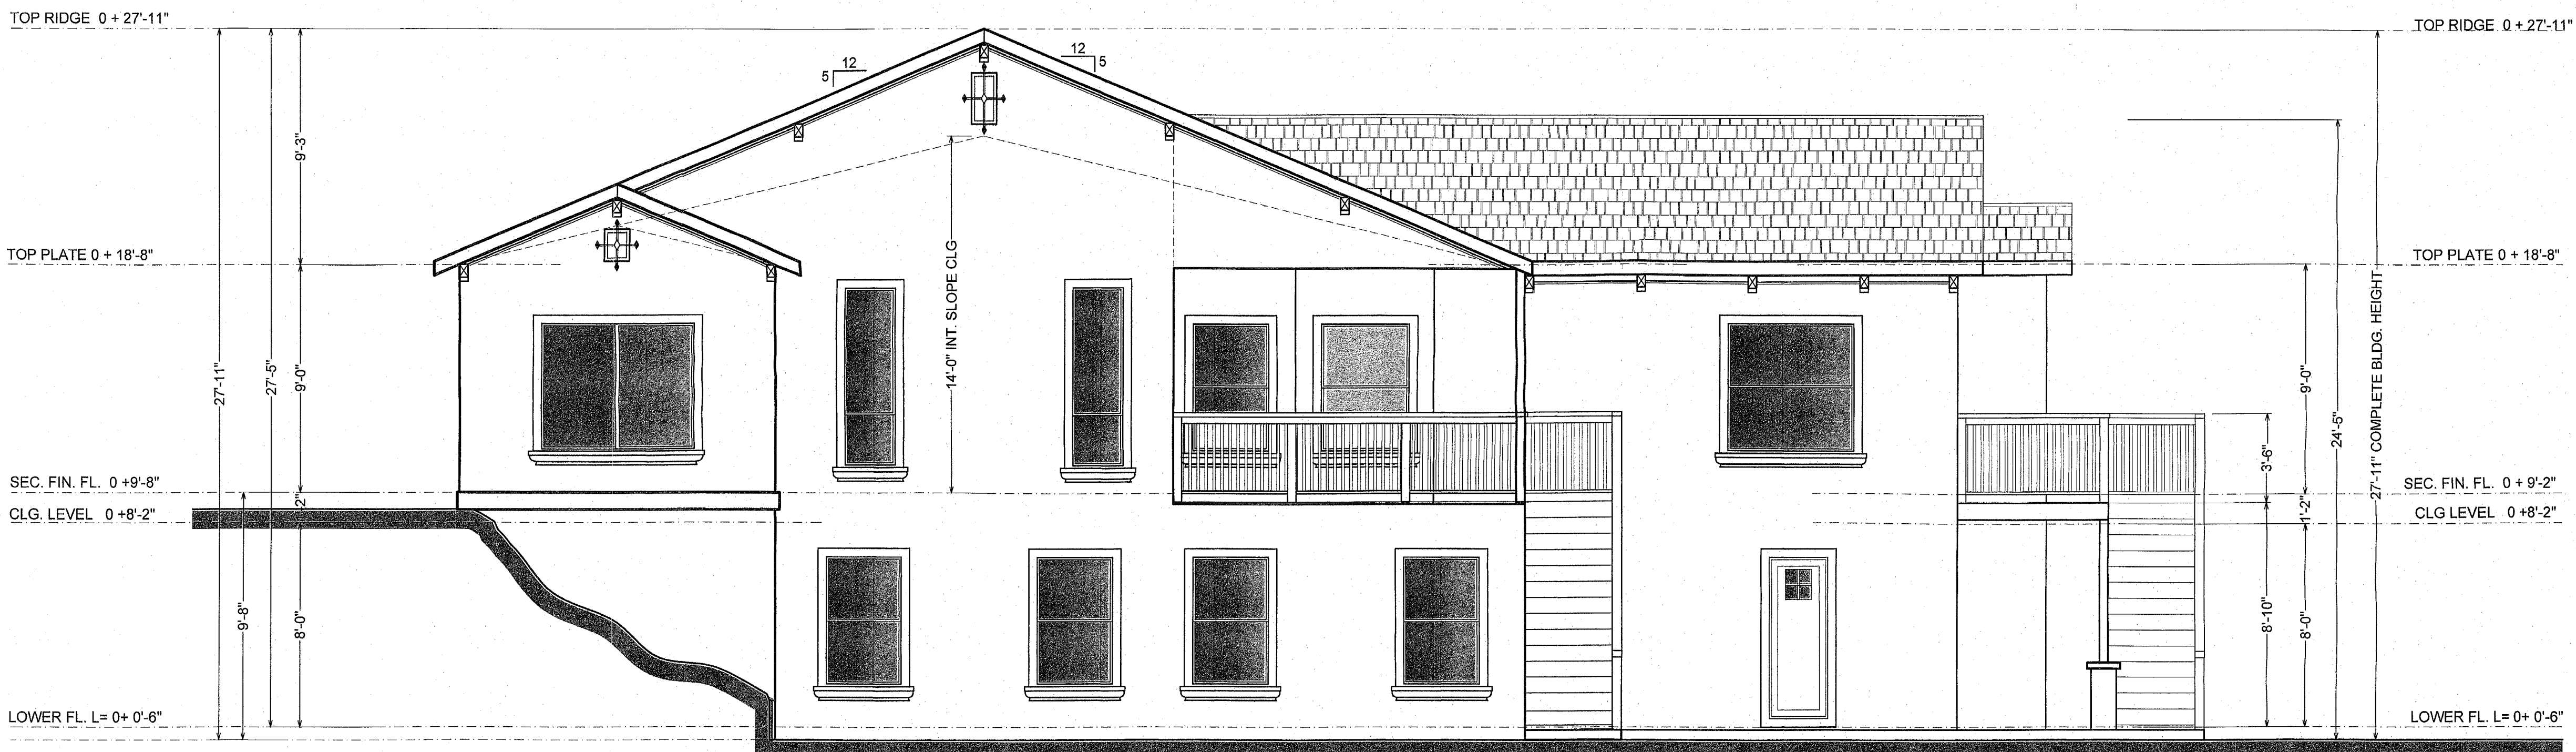 TOP RIDGE 0 + 27'-11"
TOP RIDGE 0 + 27'-11"
12
5
12
5
9'-3"
TOP PLATE 0 + 18'-8"
TOP PLATE 0 + 18'-8"
14'-0" INT. SLOPE CLG
27'-11"
27'-5"
9'-0"
9'-0"
24'-5"
27'-11" COMPLETE BLDG. HEIGHT
3'-6"
SEC. FIN. FL. 0 +9'-8"
SEC. FIN. FL. 0 + 9'-2"
1'-2"
CLG. LEVEL 0 +8'-2"
CLG LEVEL 0 +8'-2"
9'-8"
8'-0"
8'-10"
8'-0"
LOWER FL. L= 0+ 0'-6"
LOWER FL. L= 0+ 0'-6"